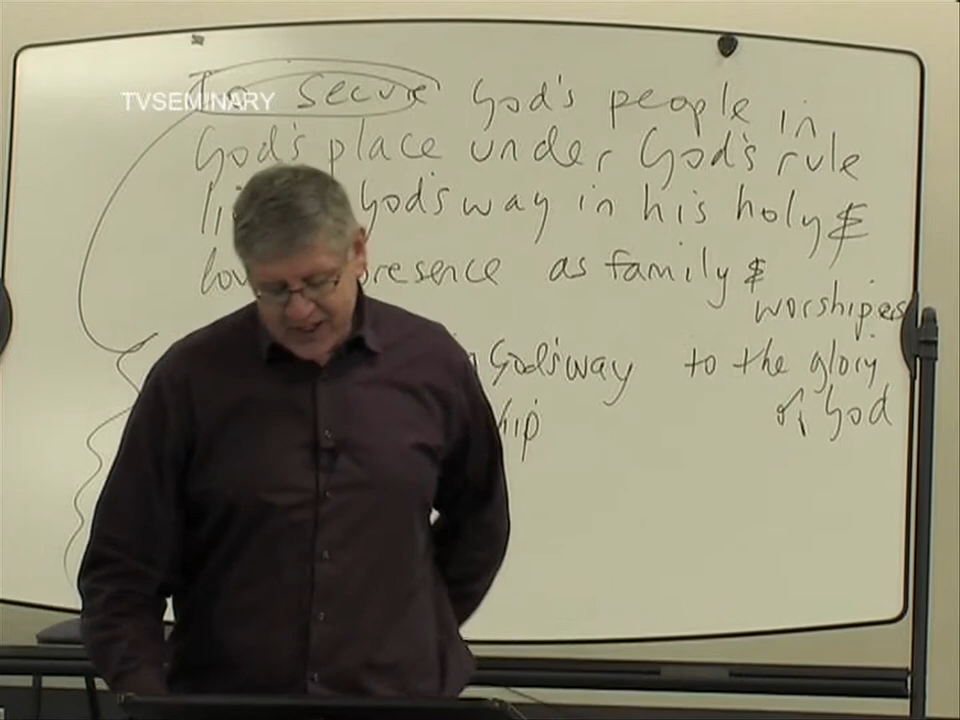 TVSEMINARY
To secure God's people in
God's place under God's rule
God's way in his holy &
presence as family &
worshipers
God's way to the glory
of God